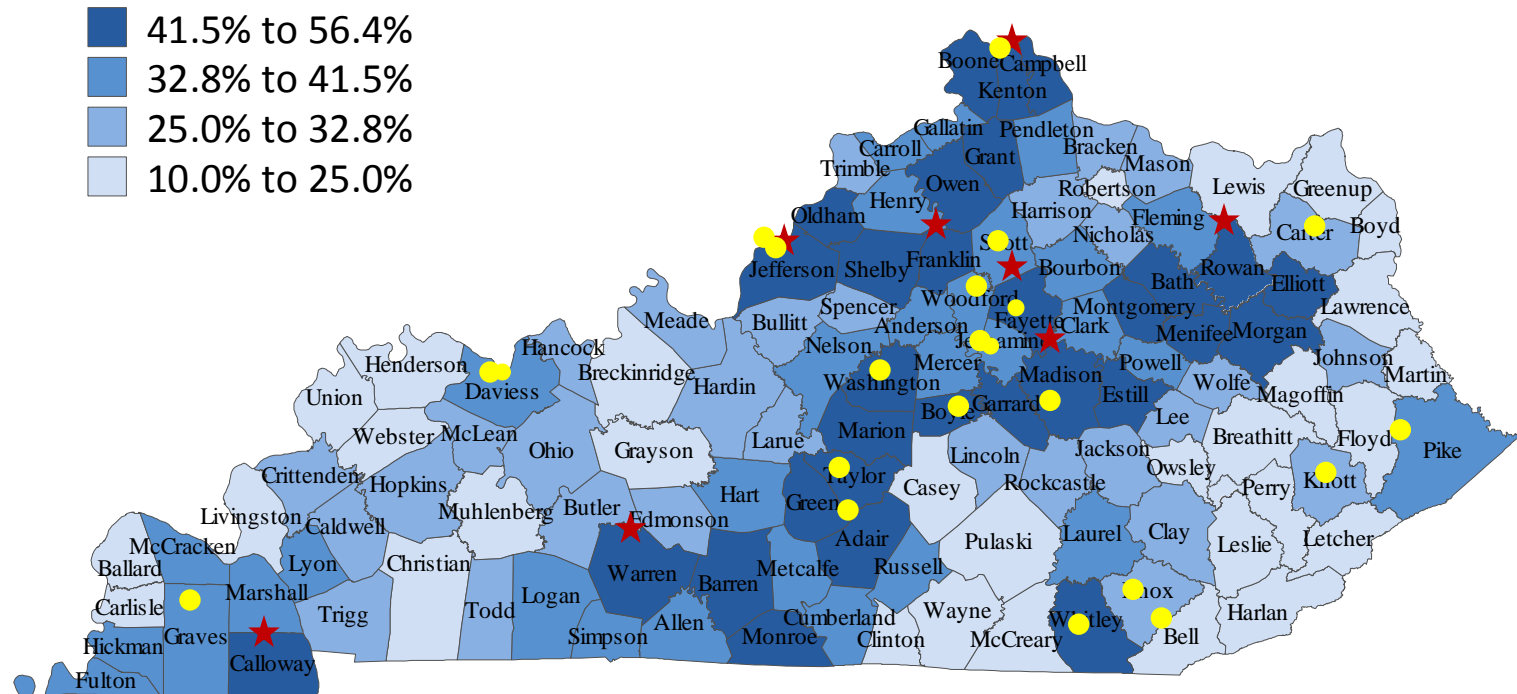 41.5% to 56.4%
32.8% to 41.5%
25.0% to 32.8%
10.0% to 25.0%
Boone
Campbell
Kenton
Gallatin
Pendleton
Carroll
Bracken
Mason
Trimble
Grant
Owen
Robertson
Lewis
Greenup
Henry
Harrison
Fleming
Oldham
Nicholas
Carter
Boyd
Scott
Franklin
Jefferson
Shelby
Bourbon
Bath
Rowan
Elliott
Woodford
Spencer
Montgomery
Lawrence
Meade
Bullitt
Anderson
Fayette
Clark
Menifee
Morgan
Jessamine
Nelson
Hancock
Henderson
Mercer
Powell
Johnson
Breckinridge
Washington
Madison
Martin
Daviess
Hardin
Wolfe
Magoffin
Union
Boyle
Garrard
Estill
Lee
Webster
McLean
Marion
Breathitt
Floyd
Ohio
Larue
Grayson
Lincoln
Jackson
Pike
Owsley
Crittenden
Taylor
Hopkins
Casey
Rockcastle
Perry
Knott
Hart
Green
Livingston
Muhlenberg
Butler
Edmonson
Caldwell
Laurel
Clay
McCracken
Adair
Pulaski
Leslie
Letcher
Ballard
Lyon
Christian
Warren
Barren
Metcalfe
Russell
Marshall
Knox
Carlisle
Logan
Trigg
Todd
Wayne
Harlan
Cumberland
Whitley
Graves
Simpson
Allen
Monroe
Clinton
McCreary
Bell
Hickman
Calloway
Fulton